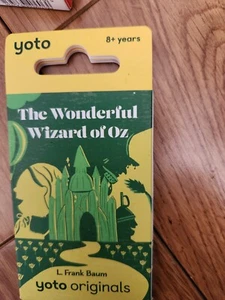 yoto 8+ years
The Wonderful
Wizard of Oz
L. Frank Baum
yoto originals